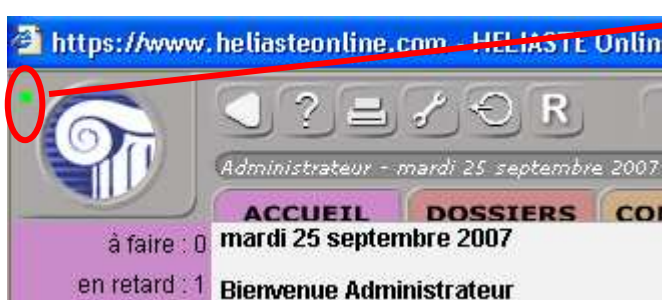 https://www.heliasteonline.com - HELIASTE Onlin
? R
Administrateur - mardi 25 septembre 2007
ACCUEIL DOSSIERS
à faire : 0
mardi 25 septembre 2007
en retard : 1
Bienvenue Administrateur